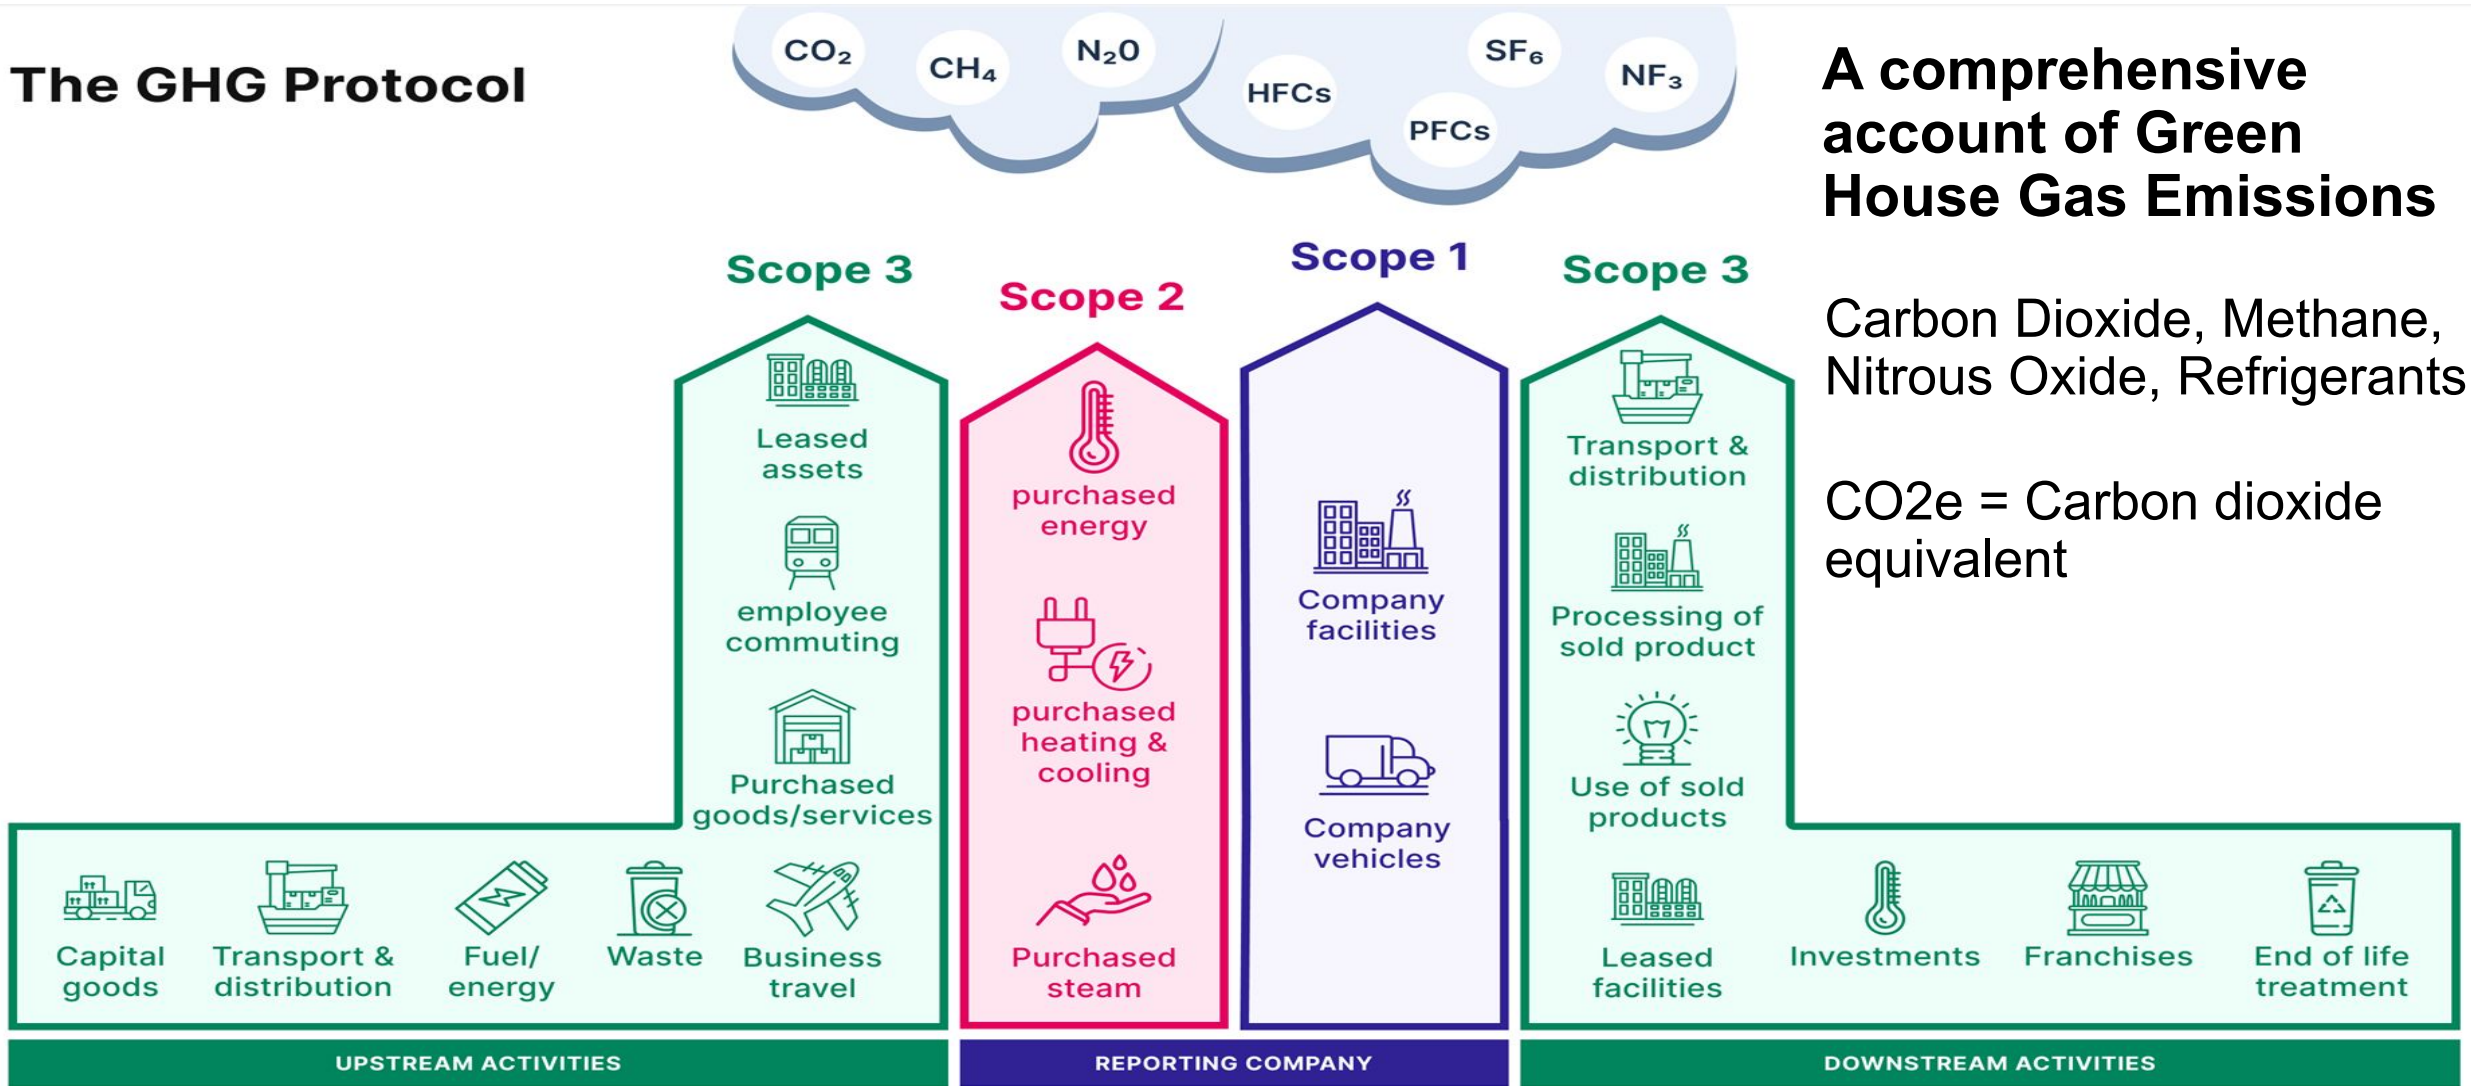 The GHG Protocol
CO₂
CH₄
N₂0
HFCs
PFCs
SF₆
NF₃
A comprehensive
account of Green
House Gas Emissions
Carbon Dioxide, Methane,
Nitrous Oxide, Refrigerants
CO2e = Carbon dioxide
equivalent
Scope 3
Leased
assets
employee
commuting
Purchased
goods/services
Capital
goods
Transport &
distribution
Fuel/
energy
Waste
Business
travel
UPSTREAM ACTIVITIES
Scope 2
purchased
energy
purchased
heating &
cooling
Purchased
steam
Scope 1
Company
facilities
Company
vehicles
REPORTING COMPANY
Scope 3
Transport &
distribution
Processing of
sold product
Use of sold
products
Leased
facilities
Investments
Franchises
End of life
treatment
DOWNSTREAM ACTIVITIES